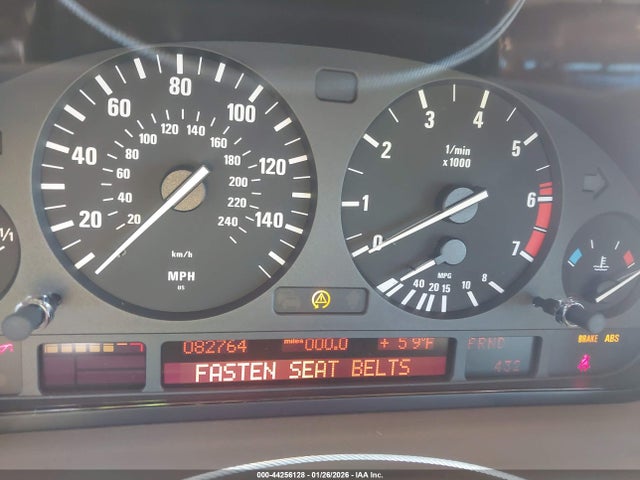 80
60
100
40
120
20
140
120 140
100
160
80
180
60
200
40
220
20
240
km/h
MPH
US
3
4
2
5
1/min
x1000
1
6
0
7
MPG
40 20 15 10 8
1/1
082764 miles 000.0 + 59°F PRND
432
FASTEN SEAT BELTS
BRAKE ABS
000-44256128 - 01/26/2026 - © IAA Inc.